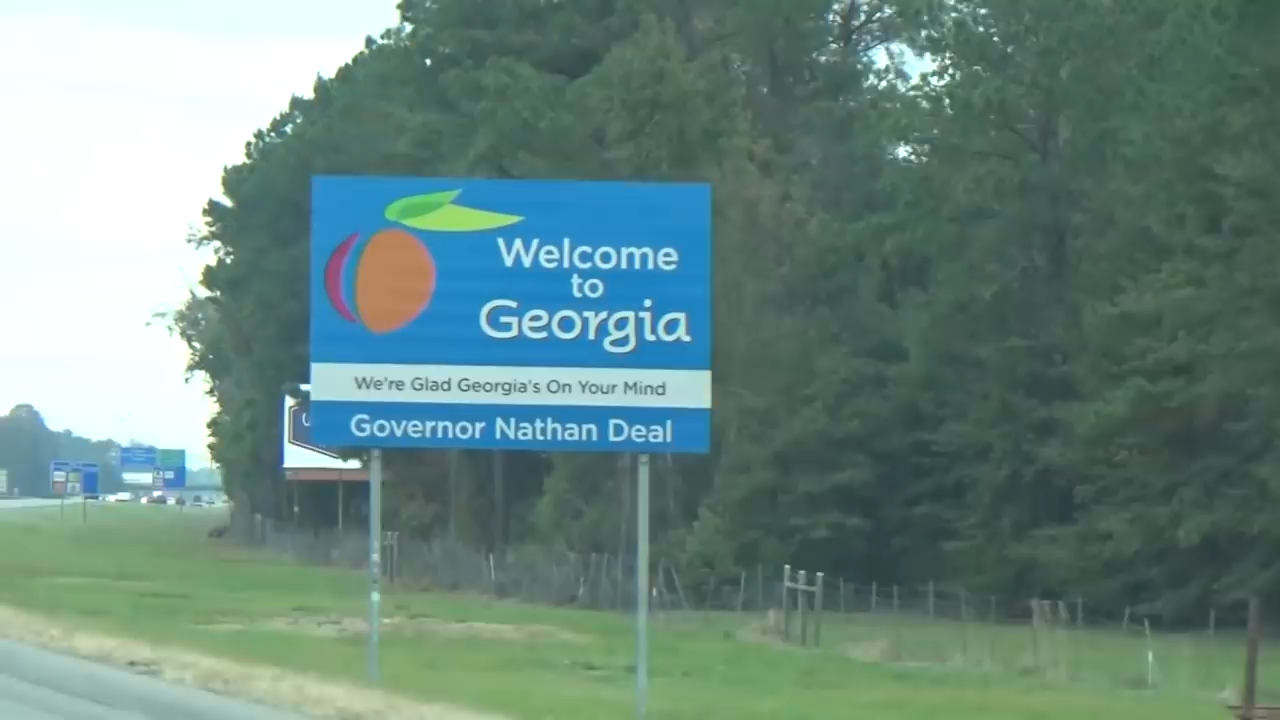 Welcome
to
Georgia
We're Glad Georgia's On Your Mind
Governor Nathan Deal